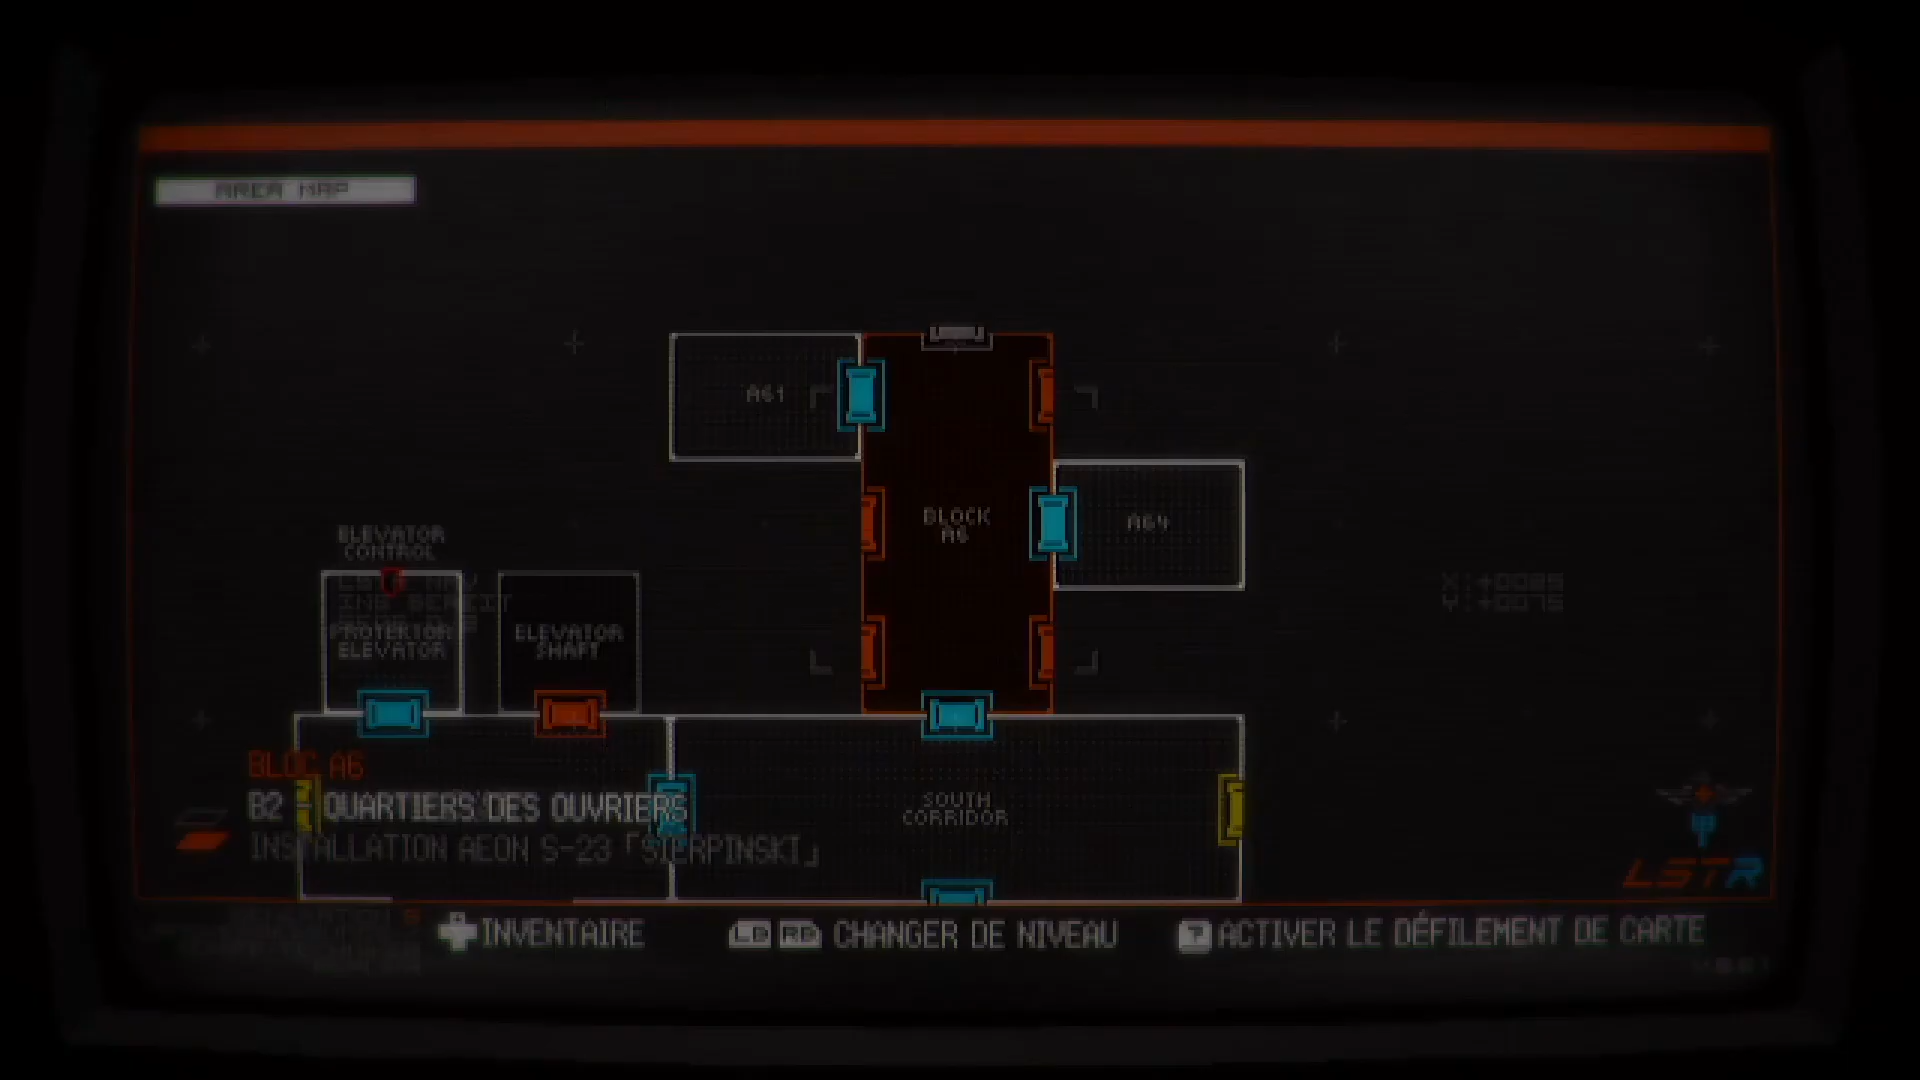 AREA MAP
A61
BLOCK
A6
A64
ELEVATOR
CONTROL
PROTEKTOR
ELEVATOR
ELEVATOR
SHAFT
SOUTH
CORRIDOR
BLOC A6
B2 - QUARTIERS DES OUVRIERS
INSTALLATION AEON S-23 「SIERPINSKI」
LSTR
INVENTAIRE
LB RB CHANGER DE NIVEAU
? ACTIVER LE DÉFILEMENT DE CARTE